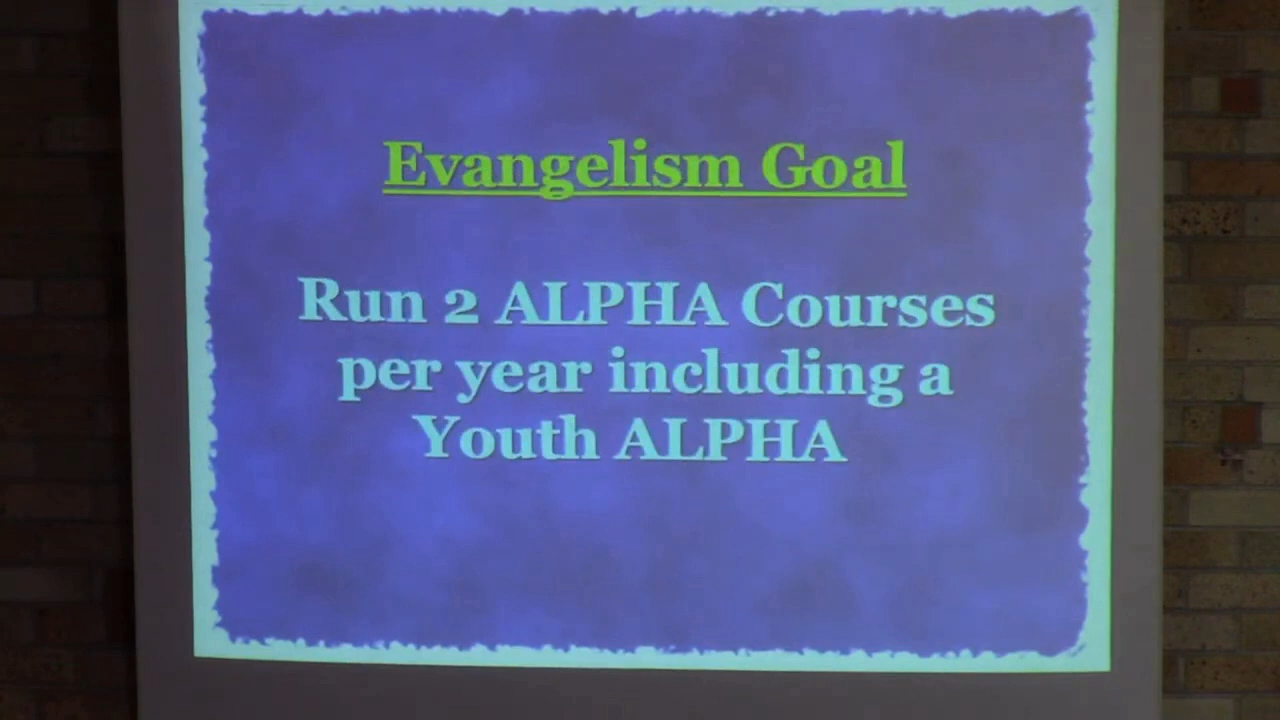 Evangelism Goal
Run 2 ALPHA Courses
per year including a
Youth ALPHA